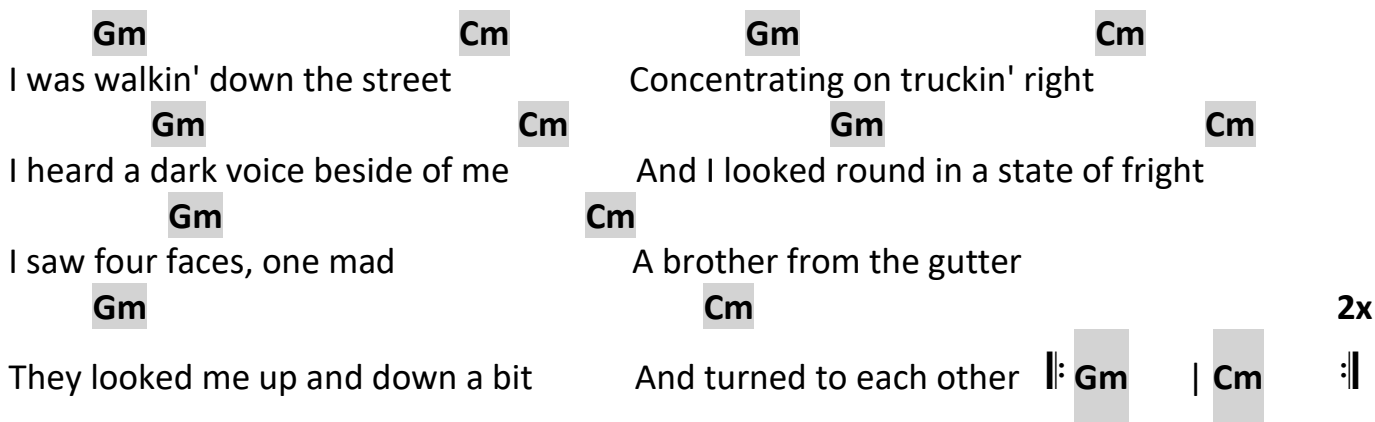 Gm Cm Gm Cm
I was walkin' down the street Concentrating on truckin' right
Gm Cm Gm Cm
I heard a dark voice beside of me And I looked round in a state of fright
Gm Cm
I saw four faces, one mad A brother from the gutter
Gm Cm 2x
They looked me up and down a bit And turned to each other 𝄆 Gm | Cm 𝄇